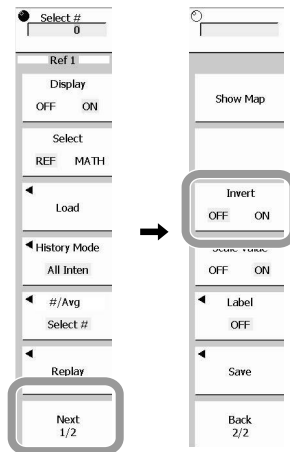 Select #
0
Ref 1
Display
OFF ON
Select
REF MATH
Load
History Mode
All Inten
#/Avg
Select #
Replay
Next
1/2
Show Map
Invert
OFF ON
Scale Value
OFF ON
Label
OFF
Save
Back
2/2